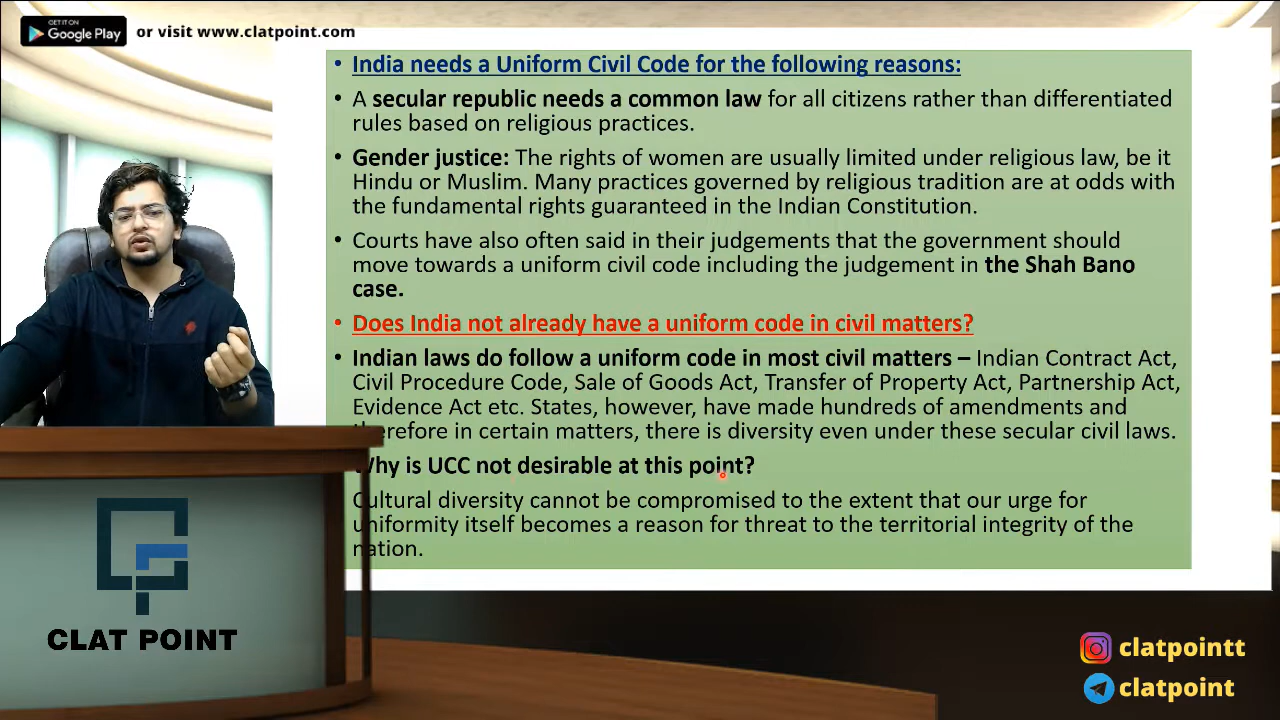 GET IT ON
Google Play
or visit www.clatpoint.com
• India needs a Uniform Civil Code for the following reasons:
• A secular republic needs a common law for all citizens rather than differentiated
rules based on religious practices.
• Gender justice: The rights of women are usually limited under religious law, be it
Hindu or Muslim. Many practices governed by religious tradition are at odds with
the fundamental rights guaranteed in the Indian Constitution.
• Courts have also often said in their judgements that the government should
move towards a uniform civil code including the judgement in the Shah Bano
case.
• Does India not already have a uniform code in civil matters?
• Indian laws do follow a uniform code in most civil matters – Indian Contract Act,
Civil Procedure Code, Sale of Goods Act, Transfer of Property Act, Partnership Act,
Evidence Act etc. States, however, have made hundreds of amendments and
therefore in certain matters, there is diversity even under these secular civil laws.
Why is UCC not desirable at this point?
Cultural diversity cannot be compromised to the extent that our urge for
uniformity itself becomes a reason for threat to the territorial integrity of the
nation.
CLAT POINT
clatpointt
clatpoint